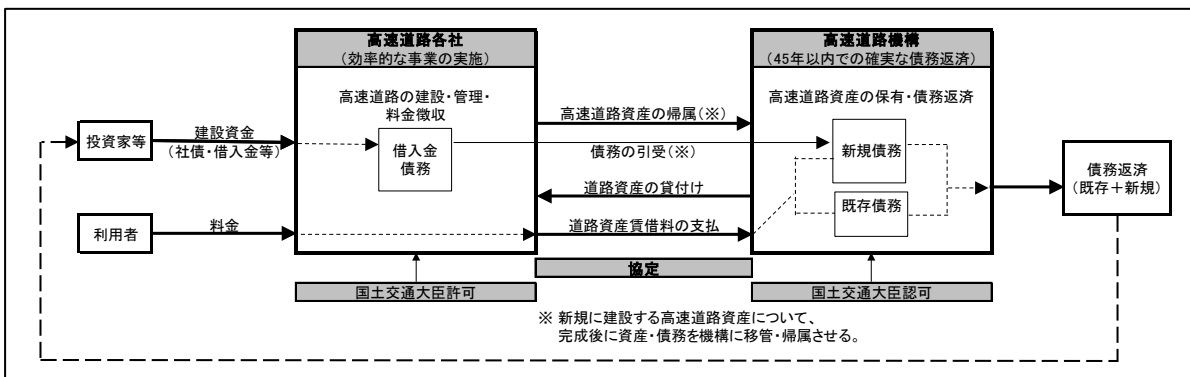 高速道路各社
(効率的な事業の実施)
高速道路の建設・管理・
料金徴収
借入金
債務
投資家等
建設資金
(社債・借入金等)
利用者
料金
国土交通大臣許可
高速道路資産の帰属(※)
債務の引受(※)
道路資産の貸付け
道路資産賃借料の支払
協定
高速道路機構
(45年以内での確実な債務返済)
高速道路資産の保有・債務返済
新規債務
既存債務
国土交通大臣認可
債務返済
(既存+新規)
※ 新規に建設する高速道路資産について、
完成後に資産・債務を機構に移管・帰属させる。